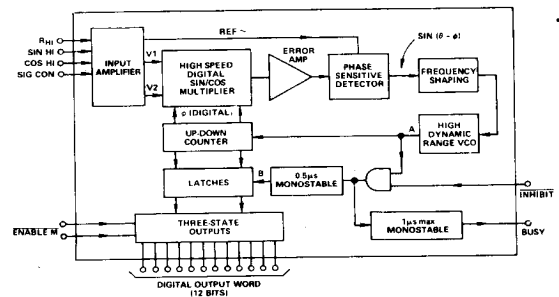 R HI
SIN HI
COS HI
SIG CON
INPUT
AMPLIFIER
REF ~
V1
V2
HIGH SPEED
DIGITAL
SIN/COS
MULTIPLIER
ERROR
AMP
PHASE
SENSITIVE
DETECTOR
SIN (θ - φ)
FREQUENCY
SHAPING
φ (DIGITAL)
UP-DOWN
COUNTER
A
HIGH
DYNAMIC
RANGE VCO
LATCHES
B
0.5μs
MONOSTABLE
INHIBIT
ENABLE M
THREE-STATE
OUTPUTS
1μs max
MONOSTABLE
BUSY
DIGITAL OUTPUT WORD
(12 BITS)